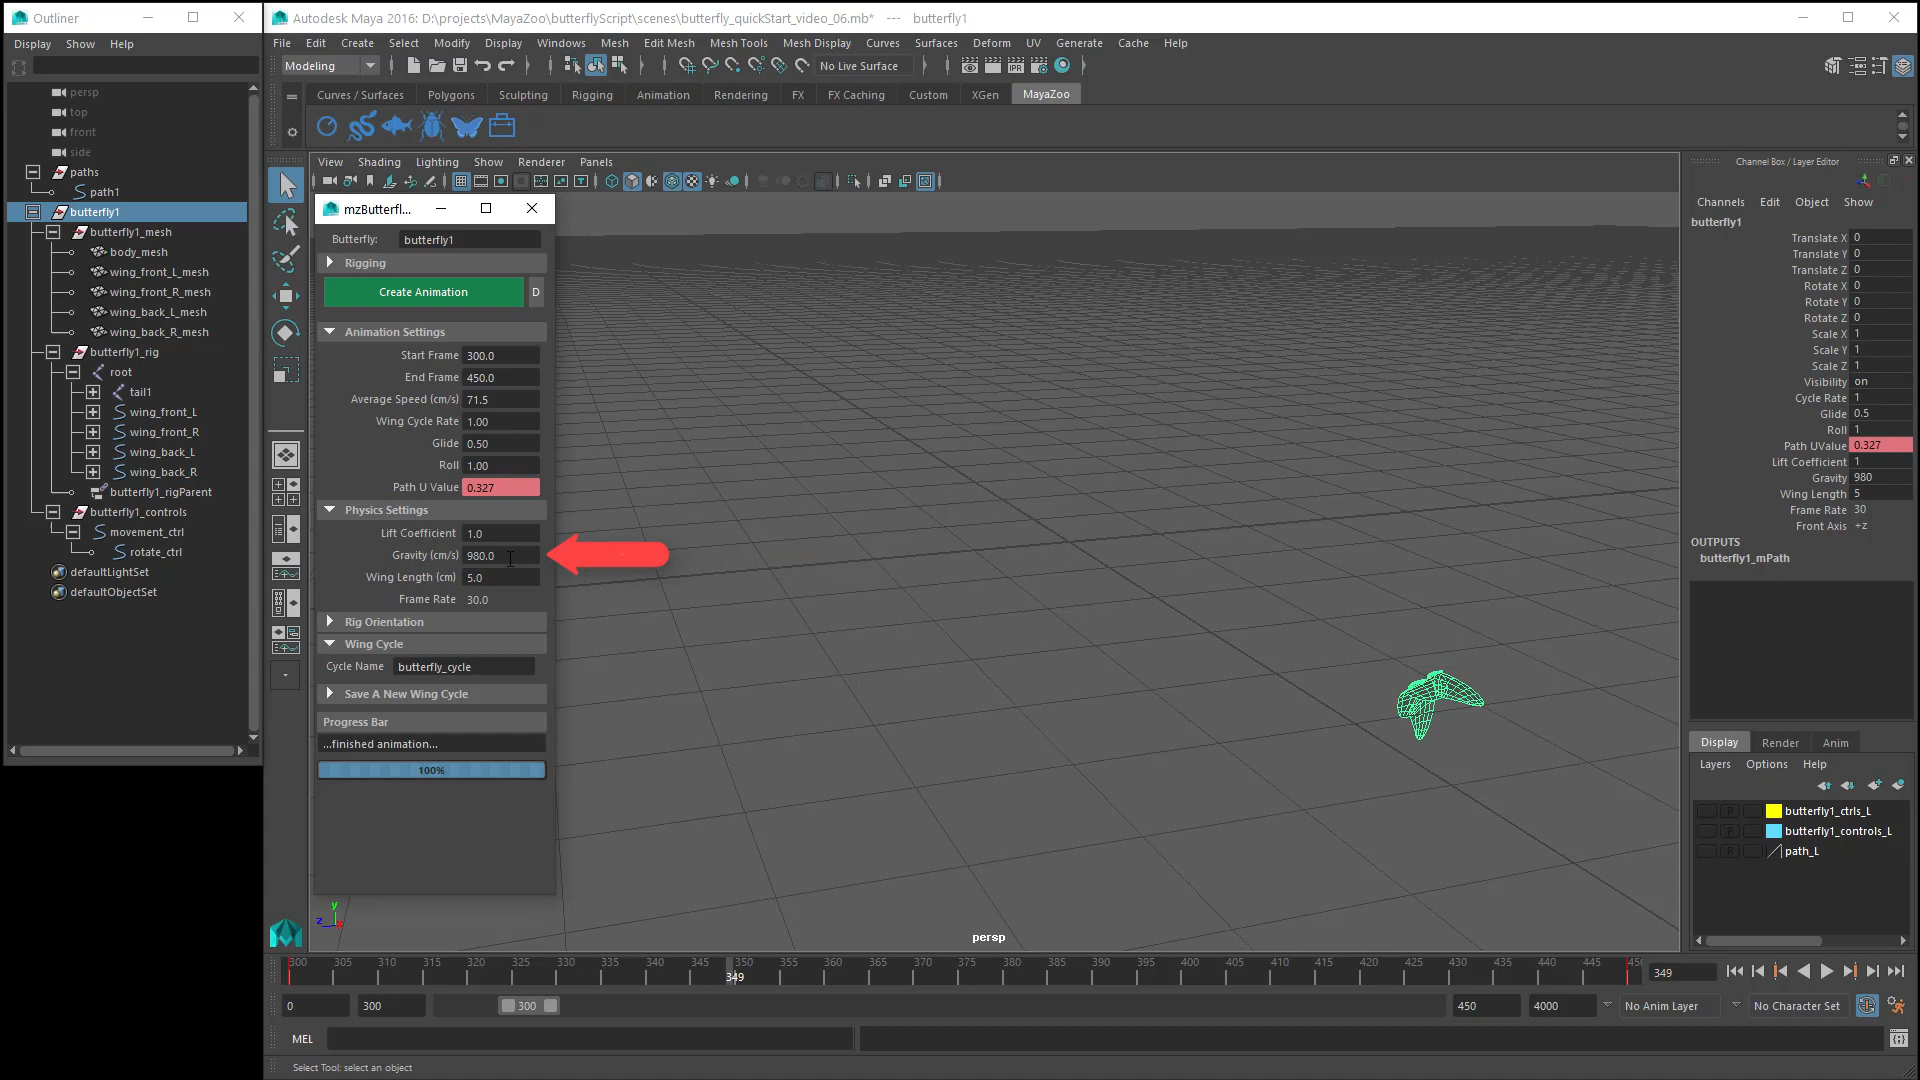 Outliner
Display Show Help
persp
top
front
side
paths
path1
butterfly1
butterfly1_mesh
body_mesh
wing_front_L_mesh
wing_front_R_mesh
wing_back_L_mesh
wing_back_R_mesh
butterfly1_rig
root
tail1
wing_front_L
wing_front_R
wing_back_L
wing_back_R
butterfly1_rigParent
butterfly1_controls
movement_ctrl
rotate_ctrl
defaultLightSet
defaultObjectSet
Autodesk Maya 2016: D:\projects\MayaZoo\butterflyScript\scenes\butterfly_quickStart_video_06.mb* --- butterfly1
File Edit Create Select Modify Display Windows Mesh Edit Mesh Mesh Tools Mesh Display Curves Surfaces Deform UV Generate Cache Help
Modeling No Live Surface IPR
Curves / Surfaces Polygons Sculpting Rigging Animation Rendering FX FX Caching Custom XGen MayaZoo
View Shading Lighting Show Renderer Panels
mzButterfl...
Butterfly: butterfly1
Rigging
Create Animation D
Animation Settings
Start Frame 300.0
End Frame 450.0
Average Speed (cm/s) 71.5
Wing Cycle Rate 1.00
Glide 0.50
Roll 1.00
Path U Value 0.327
Physics Settings
Lift Coefficient 1.0
Gravity (cm/s) 980.0
Wing Length (cm) 5.0
Frame Rate 30.0
Rig Orientation
Wing Cycle
Cycle Name butterfly_cycle
Save A New Wing Cycle
Progress Bar
...finished animation...
100%
y
z x
persp
Channel Box / Layer Editor
Channels Edit Object Show
butterfly1
Translate X 0
Translate Y 0
Translate Z 0
Rotate X 0
Rotate Y 0
Rotate Z 0
Scale X 1
Scale Y 1
Scale Z 1
Visibility on
Cycle Rate 1
Glide 0.5
Roll 1
Path UValue 0.327
Lift Coefficient 1
Gravity 980
Wing Length 5
Frame Rate 30
Front Axis +z
OUTPUTS
butterfly1_mPath
Display Render Anim
Layers Options Help
P butterfly1_ctrls_L
P butterfly1_controls_L
P path_L
300 305 310 315 320 325 330 335 340 345 350 355 360 365 370 375 380 385 390 395 400 405 410 415 420 425 430 435 440 445 450
349
349
0 300 300 450 4000 No Anim Layer No Character Set
MEL
Select Tool: select an object